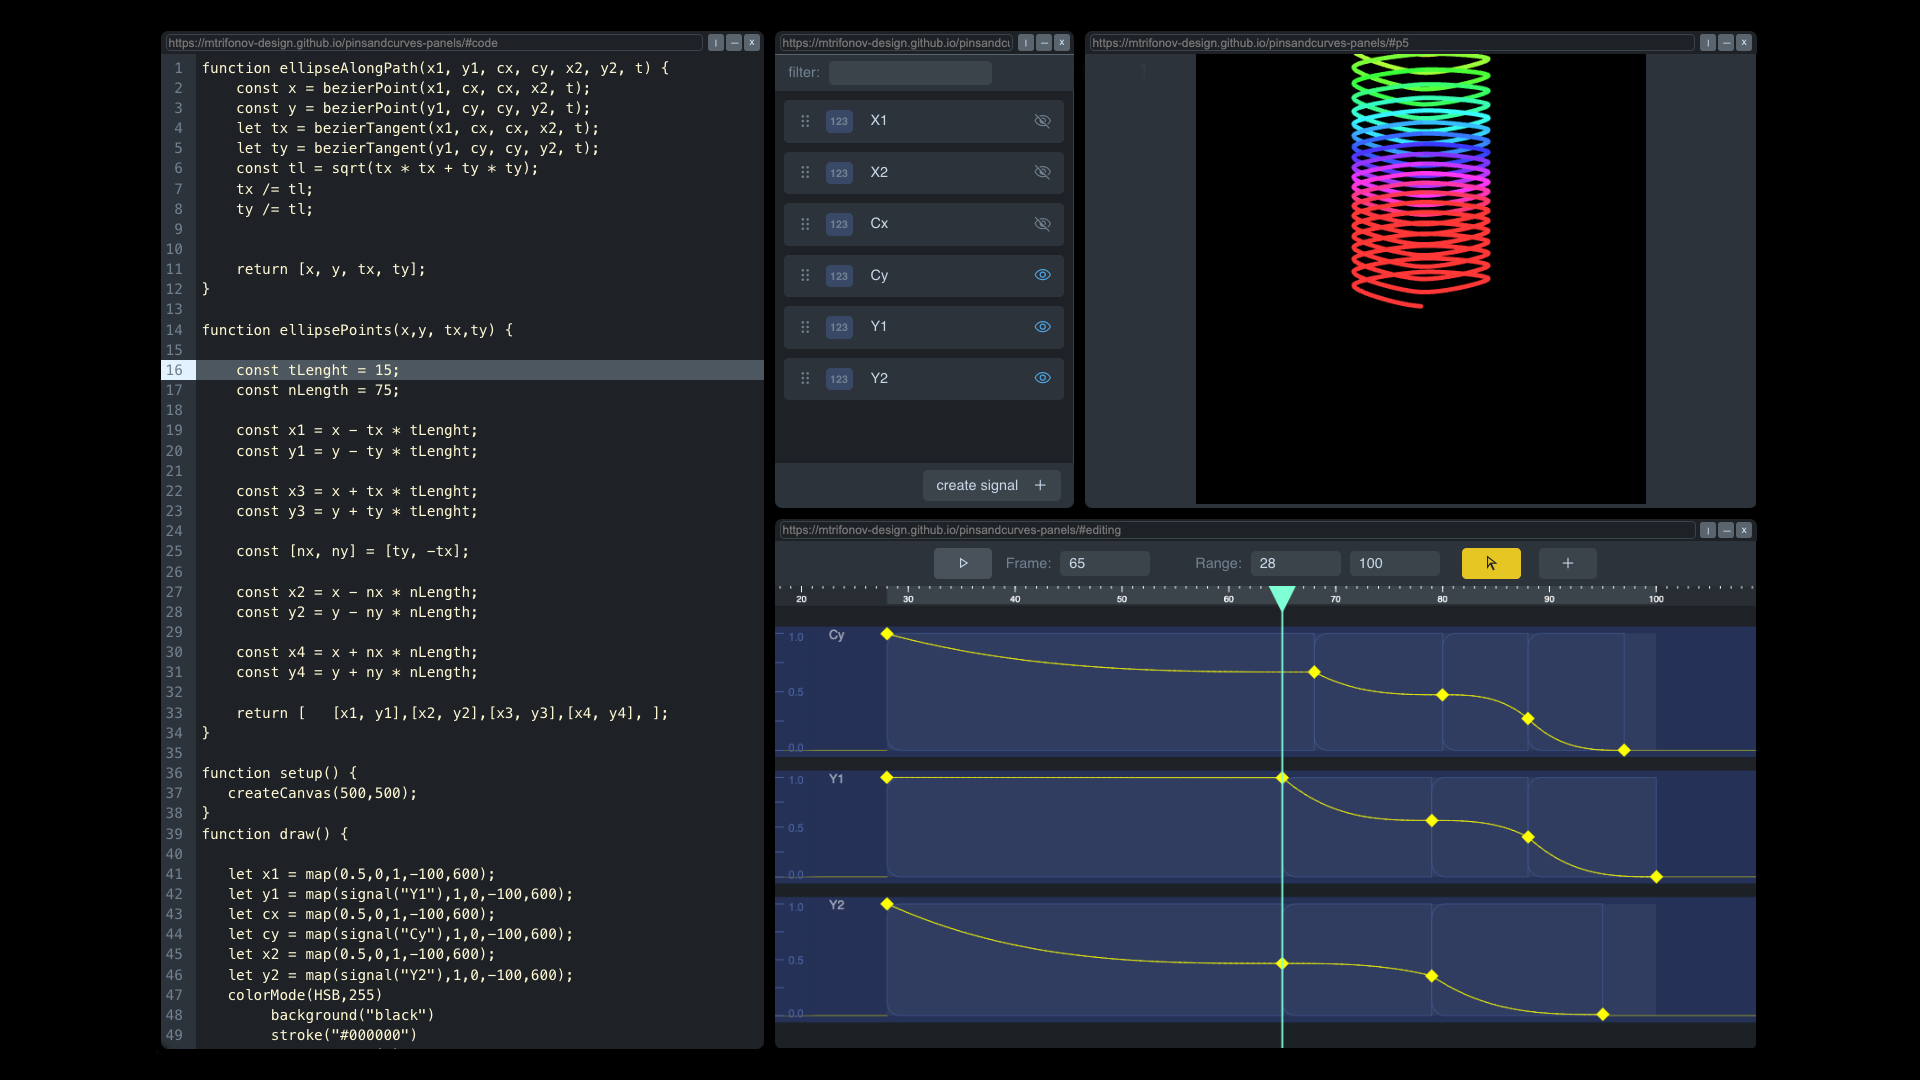 https://mtrifonov-design.github.io/pinsandcurves-panels/#code
1 function ellipseAlongPath(x1, y1, cx, cy, x2, y2, t) {
2 const x = bezierPoint(x1, cx, cx, x2, t);
3 const y = bezierPoint(y1, cy, cy, y2, t);
4 let tx = bezierTangent(x1, cx, cx, x2, t);
5 let ty = bezierTangent(y1, cy, cy, y2, t);
6 const tl = sqrt(tx * tx + ty * ty);
7 tx /= tl;
8 ty /= tl;
9
10
11 return [x, y, tx, ty];
12 }
13
14 function ellipsePoints(x,y, tx,ty) {
15
16 const tLenght = 15;
17 const nLength = 75;
18
19 const x1 = x - tx * tLenght;
20 const y1 = y - ty * tLenght;
21
22 const x3 = x + tx * tLenght;
23 const y3 = y + ty * tLenght;
24
25 const [nx, ny] = [ty, -tx];
26
27 const x2 = x - nx * nLength;
28 const y2 = y - ny * nLength;
29
30 const x4 = x + nx * nLength;
31 const y4 = y + ny * nLength;
32
33 return [   [x1, y1],[x2, y2],[x3, y3],[x4, y4], ];
34 }
35
36 function setup() {
37 createCanvas(500,500);
38 }
39 function draw() {
40
41 let x1 = map(0.5,0,1,-100,600);
42 let y1 = map(signal("Y1"),1,0,-100,600);
43 let cx = map(0.5,0,1,-100,600);
44 let cy = map(signal("Cy"),1,0,-100,600);
45 let x2 = map(0.5,0,1,-100,600);
46 let y2 = map(signal("Y2"),1,0,-100,600);
47 colorMode(HSB,255)
48 background("black")
49 stroke("#000000")
https://mtrifonov-design.github.io/pinsandcu
filter:
123 X1
123 X2
123 Cx
123 Cy
123 Y1
123 Y2
create signal +
https://mtrifonov-design.github.io/pinsandcurves-panels/#p5
https://mtrifonov-design.github.io/pinsandcurves-panels/#editing
Frame: 65 Range: 28 100 +
20 30 40 50 60 70 80 90 100
1.0 Cy
0.5
0.0
1.0 Y1
0.5
0.0
1.0 Y2
0.5
0.0